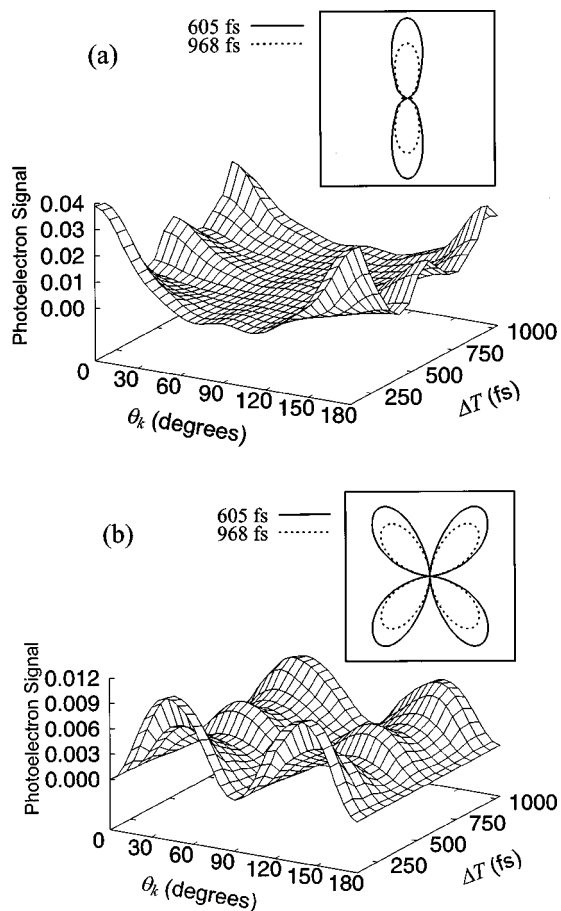 605 fs
968 fs
(a)
Photoelectron Signal
0.04
0.03
0.02
0.01
0.00
0
30
60
90
120
150
180
θk (degrees)
250
500
750
1000
ΔT (fs)
605 fs
968 fs
(b)
Photoelectron Signal
0.012
0.009
0.006
0.003
0.000
0
30
60
90
120
150
180
θk (degrees)
250
500
750
1000
ΔT (fs)